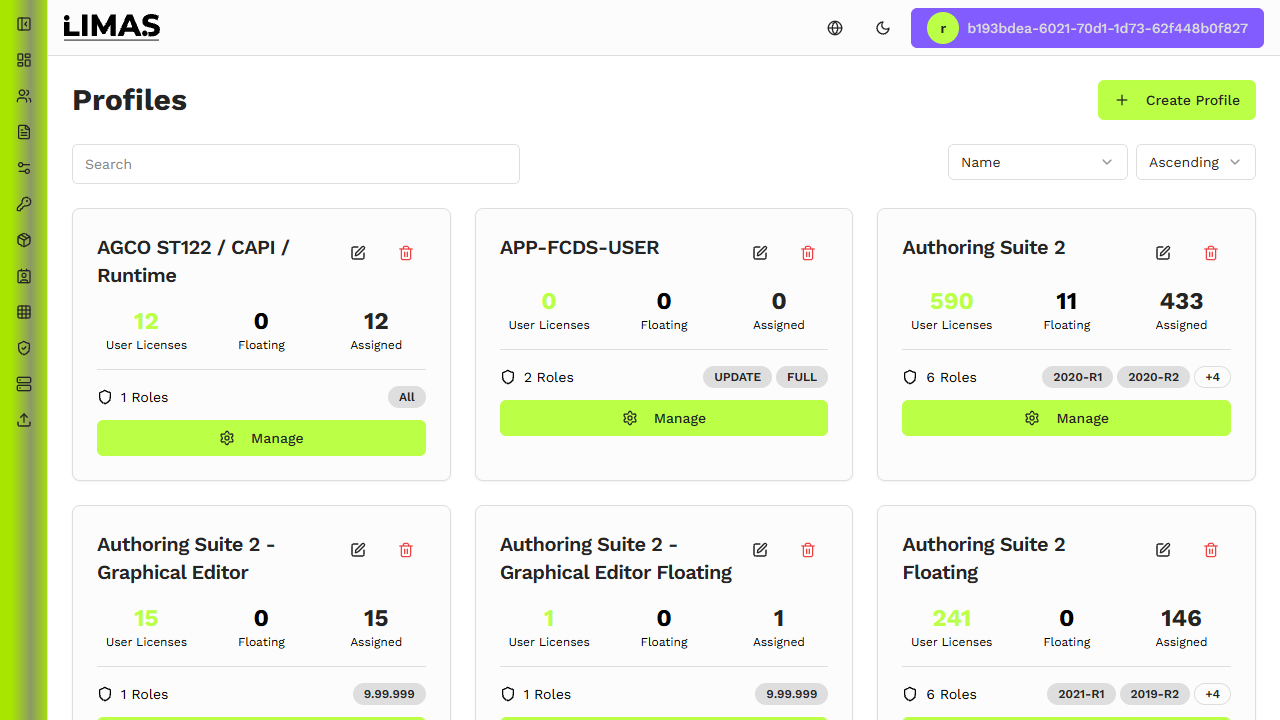 LIMAS
r b193bdea-6021-70d1-1d73-62f448b0f827
Profiles
Create Profile
Search
Name
Ascending
AGCO ST122 / CAPI /
Runtime
12 0 12
User Licenses Floating Assigned
1 Roles All
Manage
APP-FCDS-USER
0 0 0
User Licenses Floating Assigned
2 Roles UPDATE FULL
Manage
Authoring Suite 2
590 11 433
User Licenses Floating Assigned
6 Roles 2020-R1 2020-R2 +4
Manage
Authoring Suite 2 -
Graphical Editor
15 0 15
User Licenses Floating Assigned
1 Roles 9.99.999
Authoring Suite 2 -
Graphical Editor Floating
1 0 1
User Licenses Floating Assigned
1 Roles 9.99.999
Authoring Suite 2
Floating
241 0 146
User Licenses Floating Assigned
6 Roles 2021-R1 2019-R2 +4